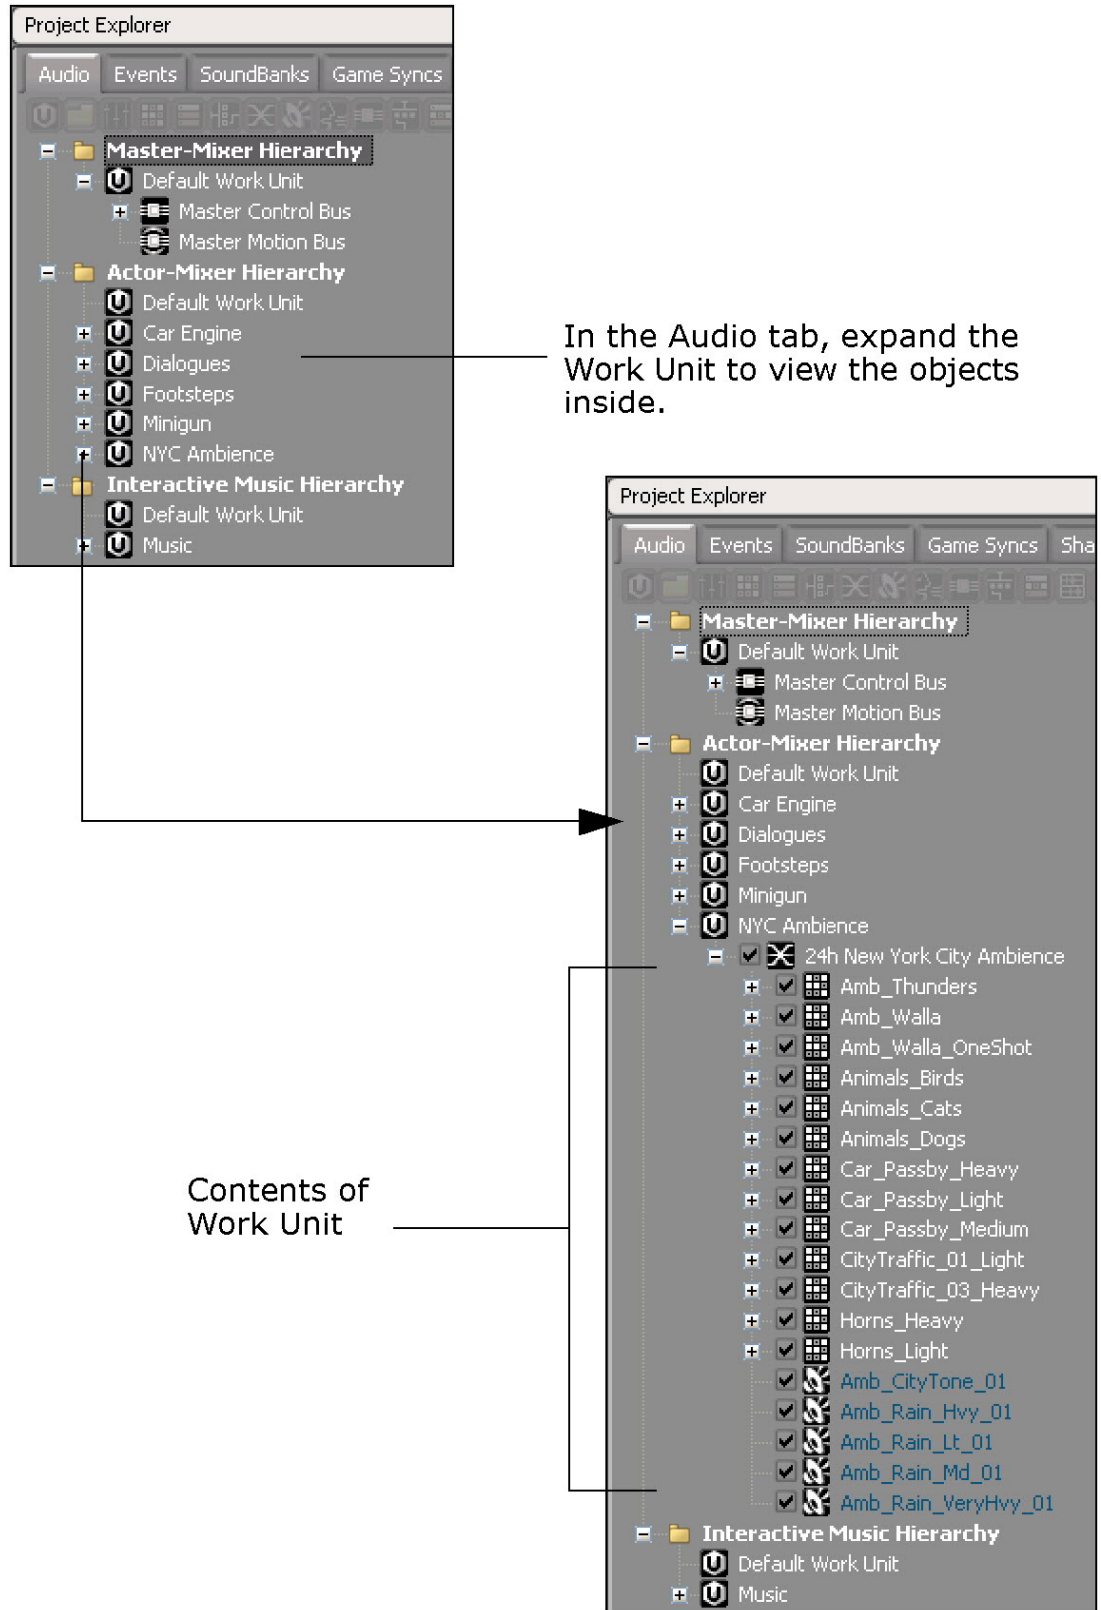 Project Explorer
Audio Events SoundBanks Game Syncs
Master-Mixer Hierarchy
Default Work Unit
Master Control Bus
Master Motion Bus
Actor-Mixer Hierarchy
Default Work Unit
Car Engine
Dialogues
Footsteps
Minigun
NYC Ambience
Interactive Music Hierarchy
Default Work Unit
Music
In the Audio tab, expand the
Work Unit to view the objects
inside.
Project Explorer
Audio Events SoundBanks Game Syncs Sha
Master-Mixer Hierarchy
Default Work Unit
Master Control Bus
Master Motion Bus
Actor-Mixer Hierarchy
Default Work Unit
Car Engine
Dialogues
Footsteps
Minigun
NYC Ambience
24h New York City Ambience
Amb_Thunders
Amb_Walla
Amb_Walla_OneShot
Animals_Birds
Animals_Cats
Animals_Dogs
Car_Passby_Heavy
Car_Passby_Light
Car_Passby_Medium
CityTraffic_01_Light
CityTraffic_03_Heavy
Horns_Heavy
Horns_Light
Amb_CityTone_01
Amb_Rain_Hvy_01
Amb_Rain_Lt_01
Amb_Rain_Md_01
Amb_Rain_VeryHvy_01
Interactive Music Hierarchy
Default Work Unit
Music
Contents of
Work Unit